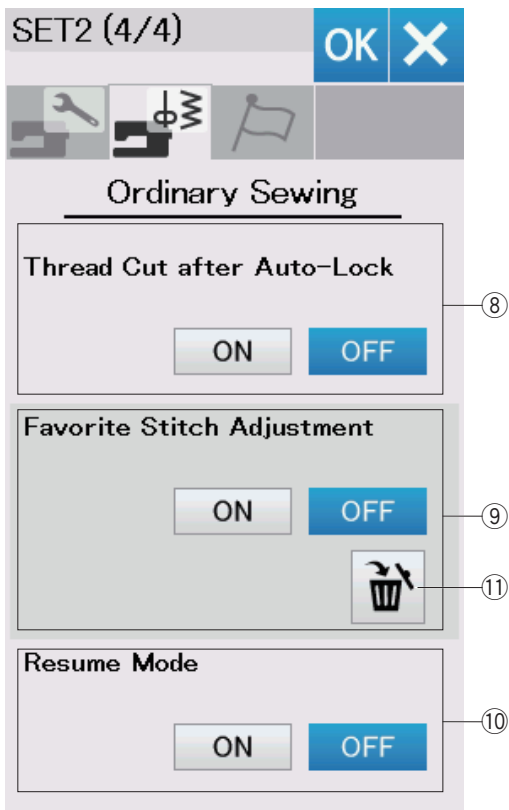 SET2 (4/4)
OK
Ordinary Sewing
Thread Cut after Auto-Lock
ON OFF
⑧
Favorite Stitch Adjustment
ON OFF
⑨
⑪
Resume Mode
ON OFF
⑩